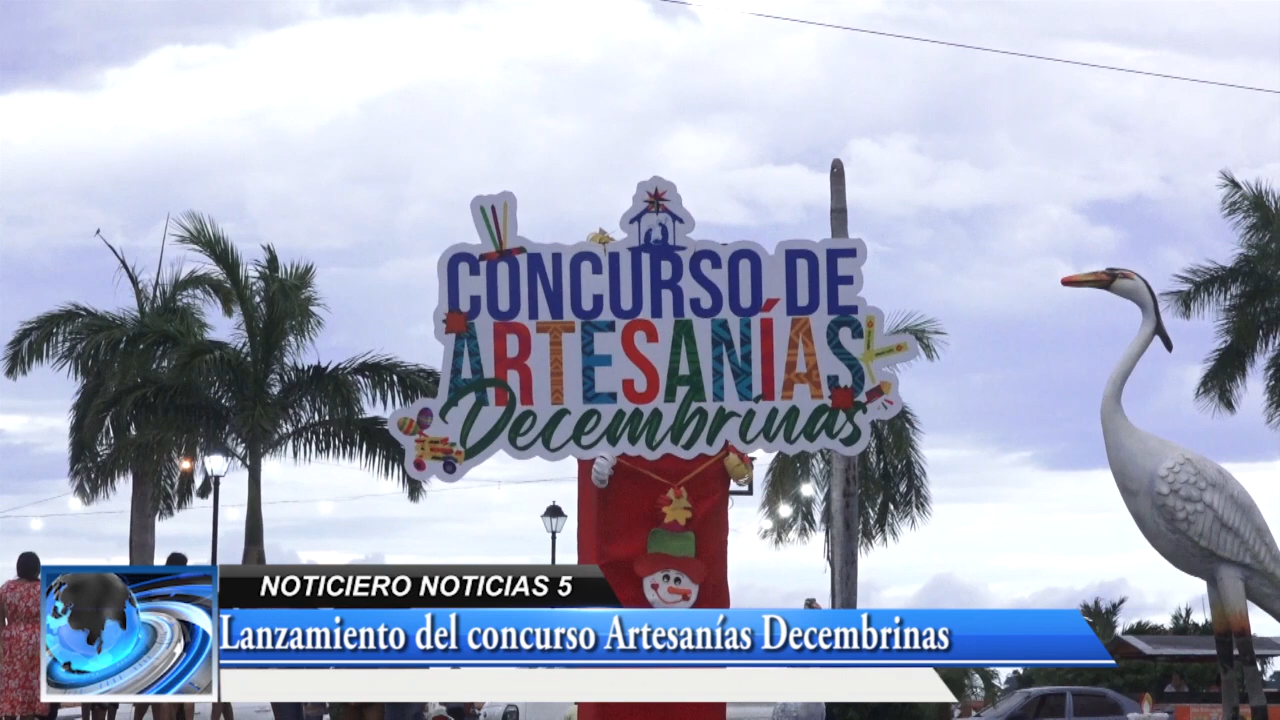 CONCURSO DE
ARTESANÍAS
Decembrinas
NOTICIERO NOTICIAS 5
Lanzamiento del concurso Artesanías Decembrinas